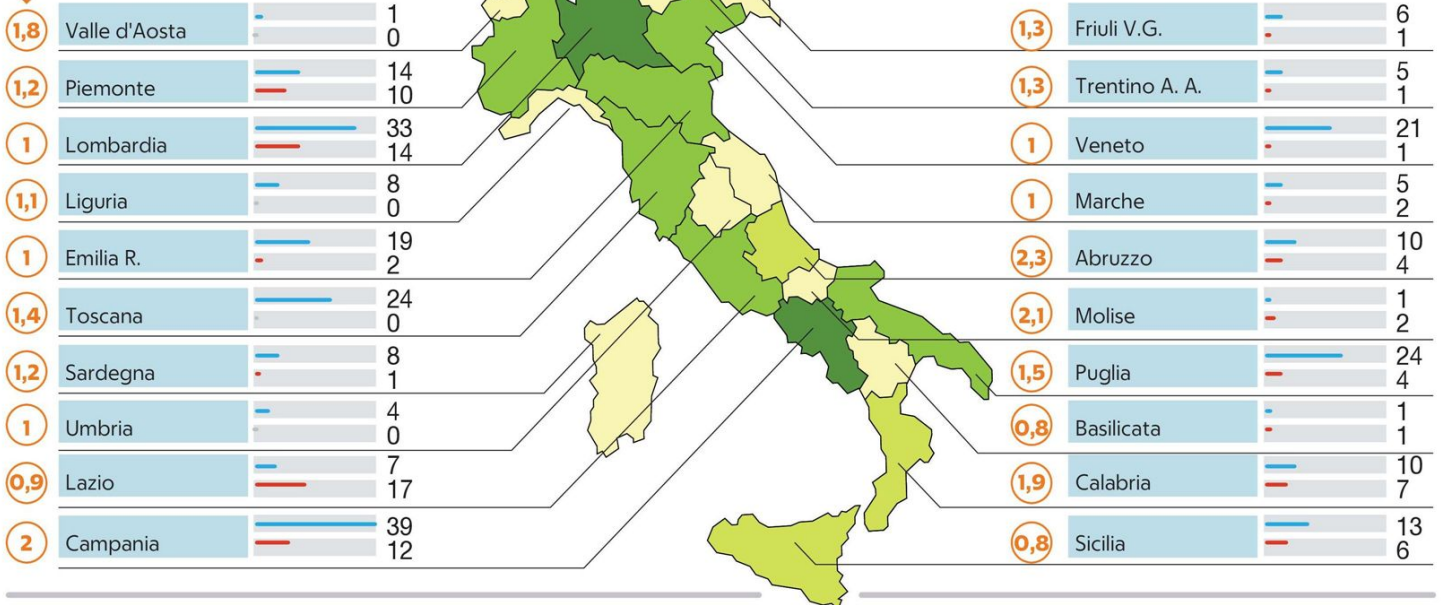 1,8 Valle d'Aosta 1
0
1,2 Piemonte 14
10
1 Lombardia 33
14
1,1 Liguria 8
0
1 Emilia R. 19
2
1,4 Toscana 24
0
1,2 Sardegna 8
1
1 Umbria 4
0
0,9 Lazio 7
17
2 Campania 39
12
1,3 Friuli V.G. 6
1
1,3 Trentino A. A. 5
1
1 Veneto 21
1
1 Marche 5
2
2,3 Abruzzo 10
4
2,1 Molise 1
2
1,5 Puglia 24
4
0,8 Basilicata 1
1
1,9 Calabria 10
7
0,8 Sicilia 13
6